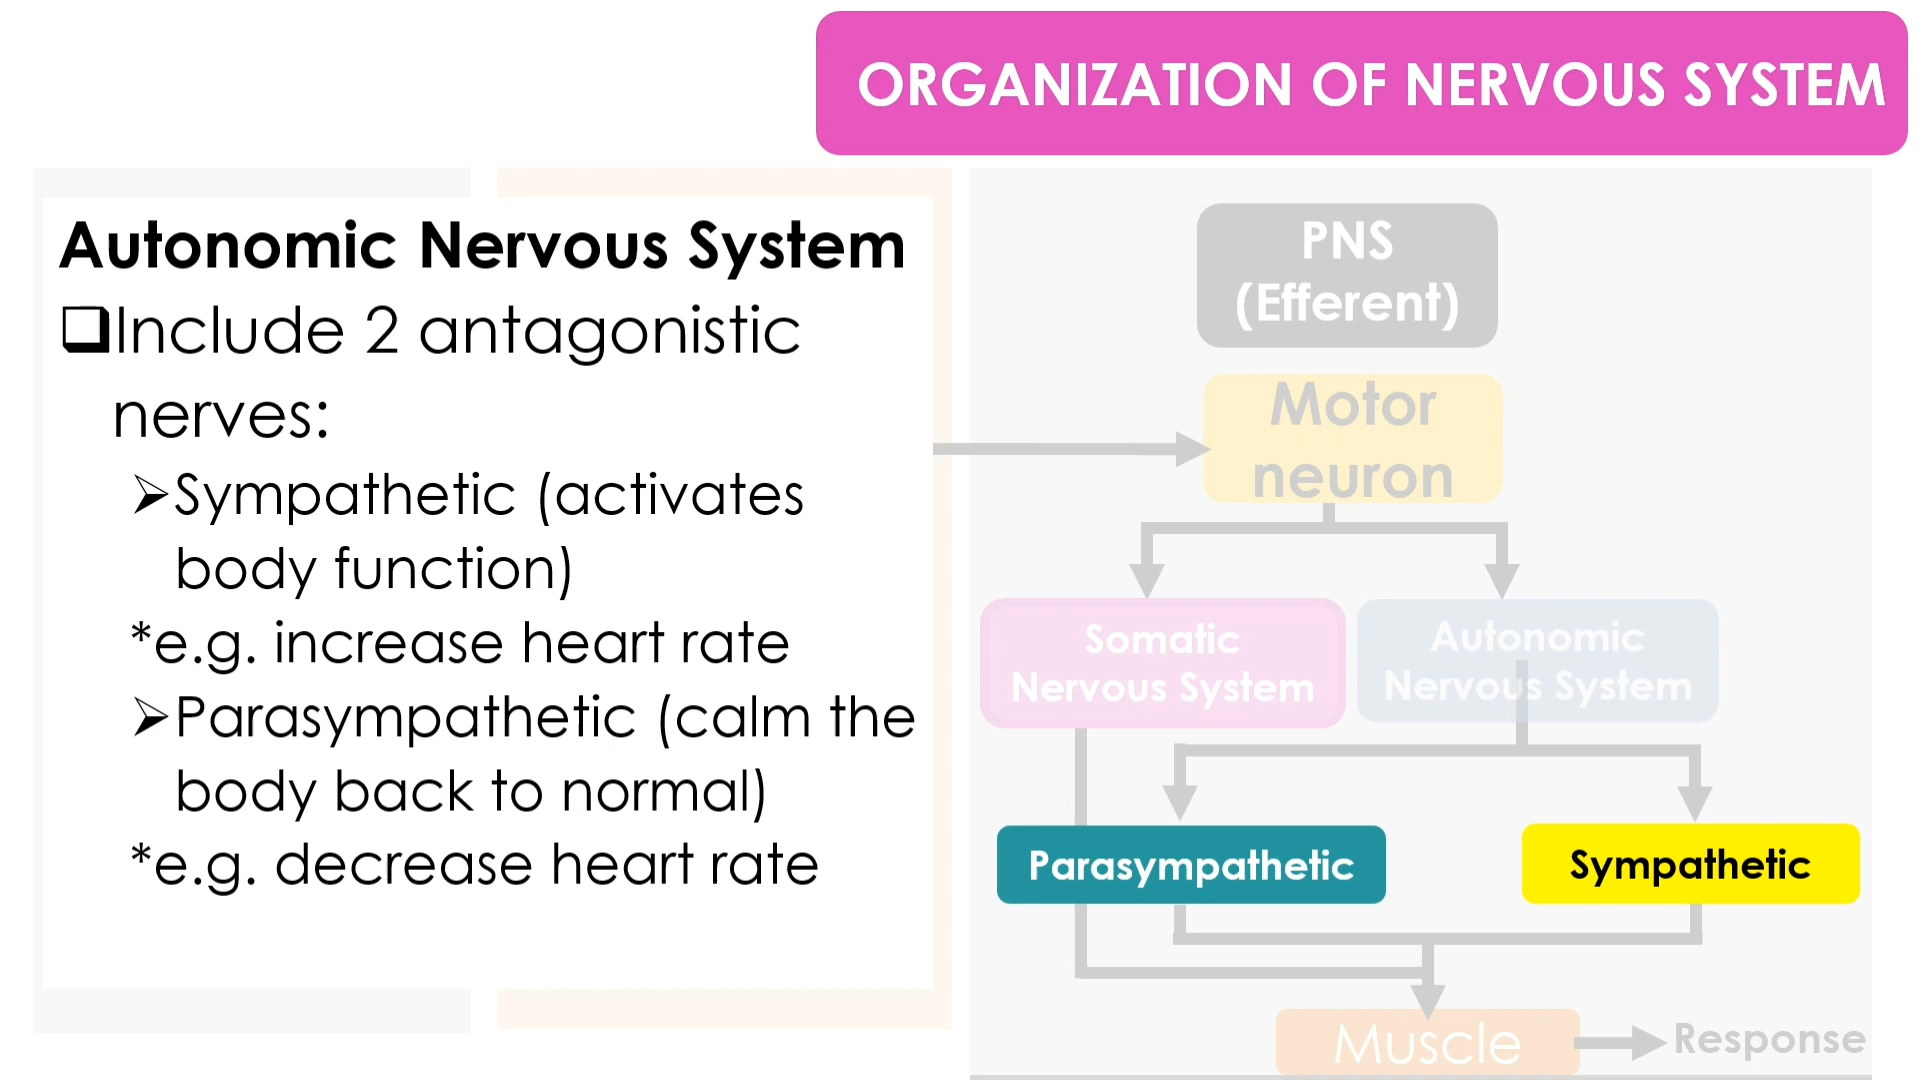 ORGANIZATION OF NERVOUS SYSTEM
Autonomic Nervous System
❑Include 2 antagonistic
nerves:
➢Sympathetic (activates
body function)
*e.g. increase heart rate
➢Parasympathetic (calm the
body back to normal)
*e.g. decrease heart rate
PNS
(Efferent)
Motor
neuron
Somatic
Nervous System
Autonomic
Nervous System
Parasympathetic
Sympathetic
Muscle
Response